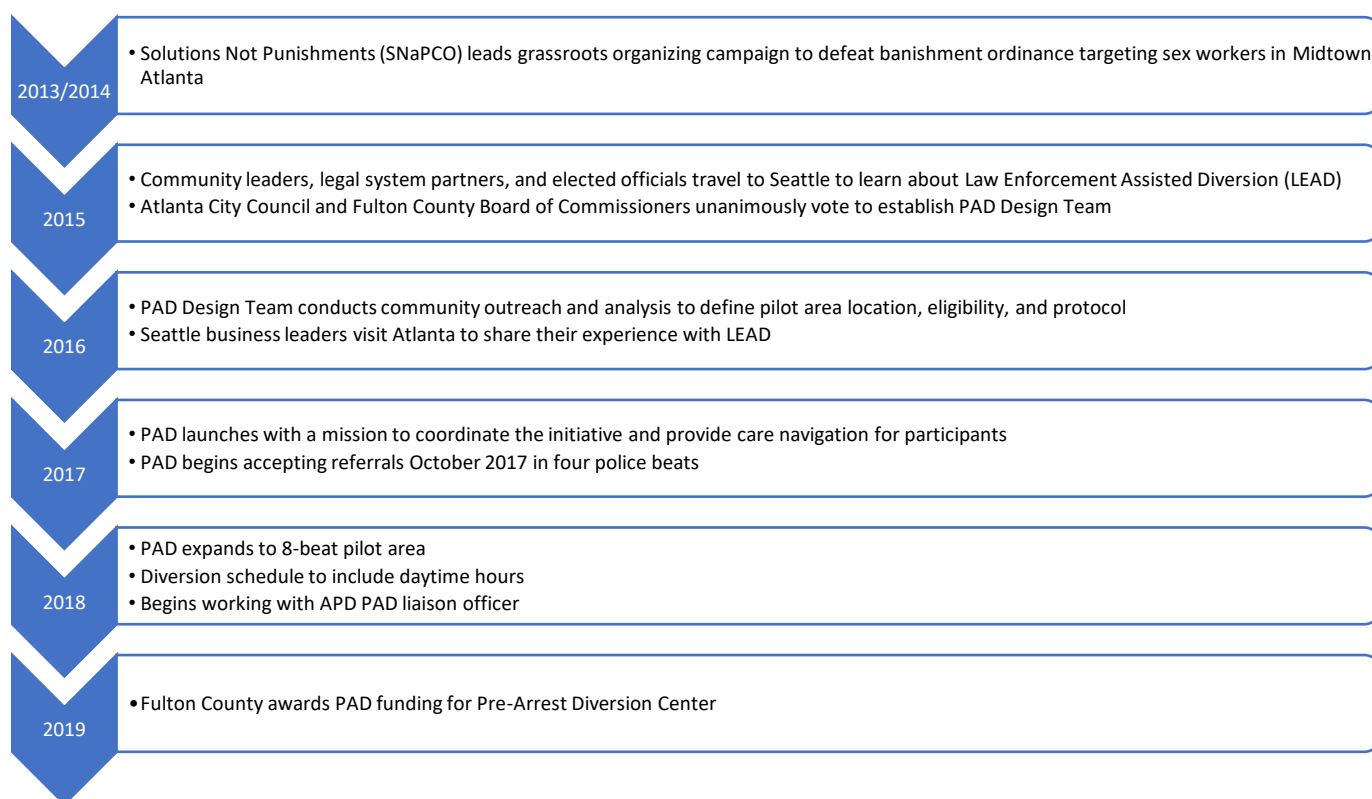 2013/2014
• Solutions Not Punishments (SNaPCO) leads grassroots organizing campaign to defeat banishment ordinance targeting sex workers in Midtown
Atlanta
2015
• Community leaders, legal system partners, and elected officials travel to Seattle to learn about Law Enforcement Assisted Diversion (LEAD)
• Atlanta City Council and Fulton County Board of Commissioners unanimously vote to establish PAD Design Team
2016
• PAD Design Team conducts community outreach and analysis to define pilot area location, eligibility, and protocol
• Seattle business leaders visit Atlanta to share their experience with LEAD
2017
• PAD launches with a mission to coordinate the initiative and provide care navigation for participants
• PAD begins accepting referrals October 2017 in four police beats
2018
• PAD expands to 8-beat pilot area
• Diversion schedule to include daytime hours
• Begins working with APD PAD liaison officer
2019
• Fulton County awards PAD funding for Pre-Arrest Diversion Center